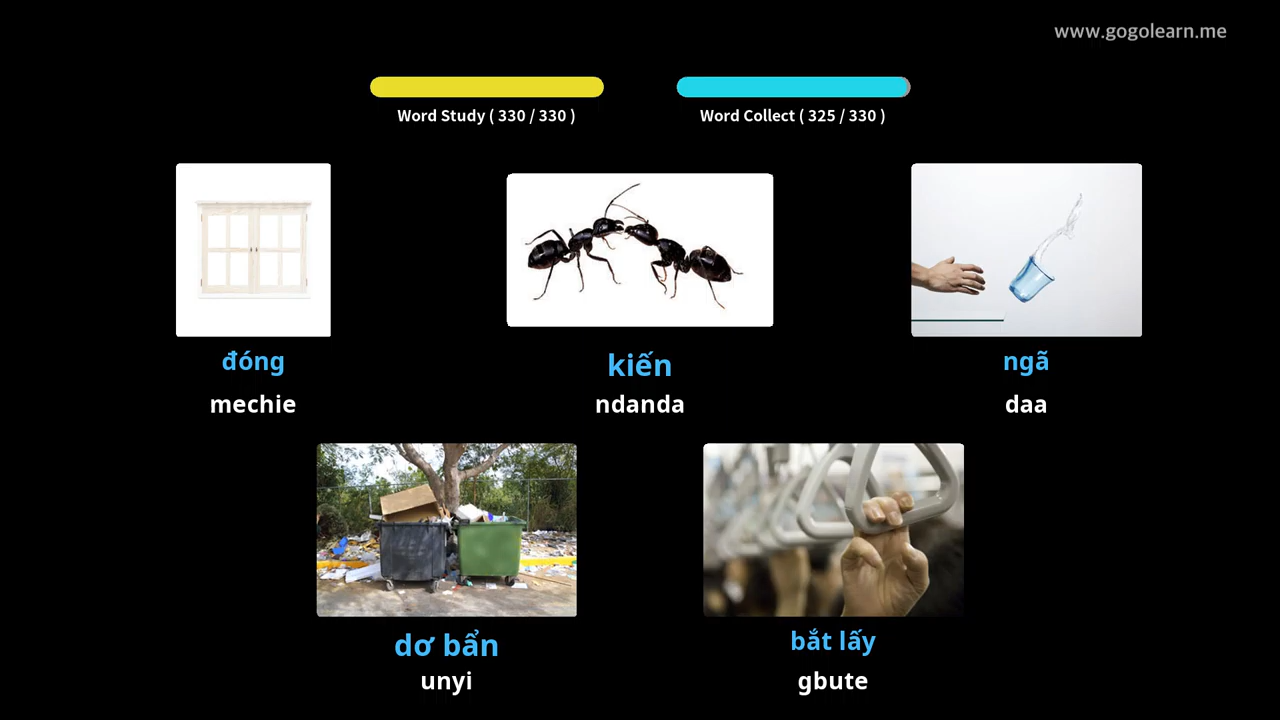 www.gogolearn.me
Word Study ( 330 / 330 )
Word Collect ( 325 / 330 )
đóng
kiến
ngã
mechie
ndanda
daa
dơ bẩn
bắt lấy
unyi
gbute